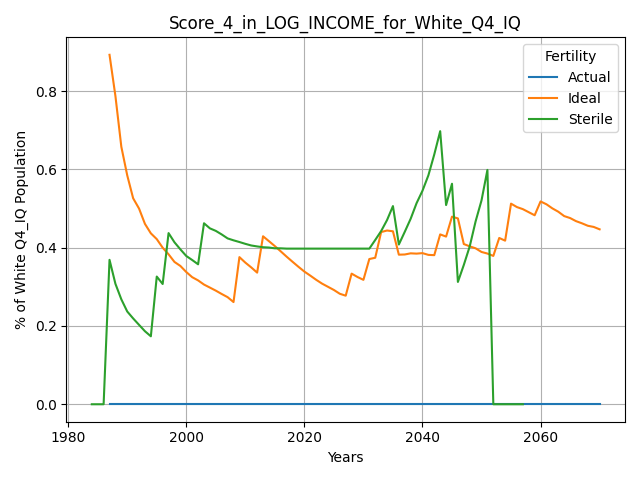 Score_4_in_LOG_INCOME_for_White_Q4_IQ
Fertility
Actual
Ideal
Sterile
% of White Q4_IQ Population
0.8
0.6
0.4
0.2
0.0
1980
2000
2020
2040
2060
Years